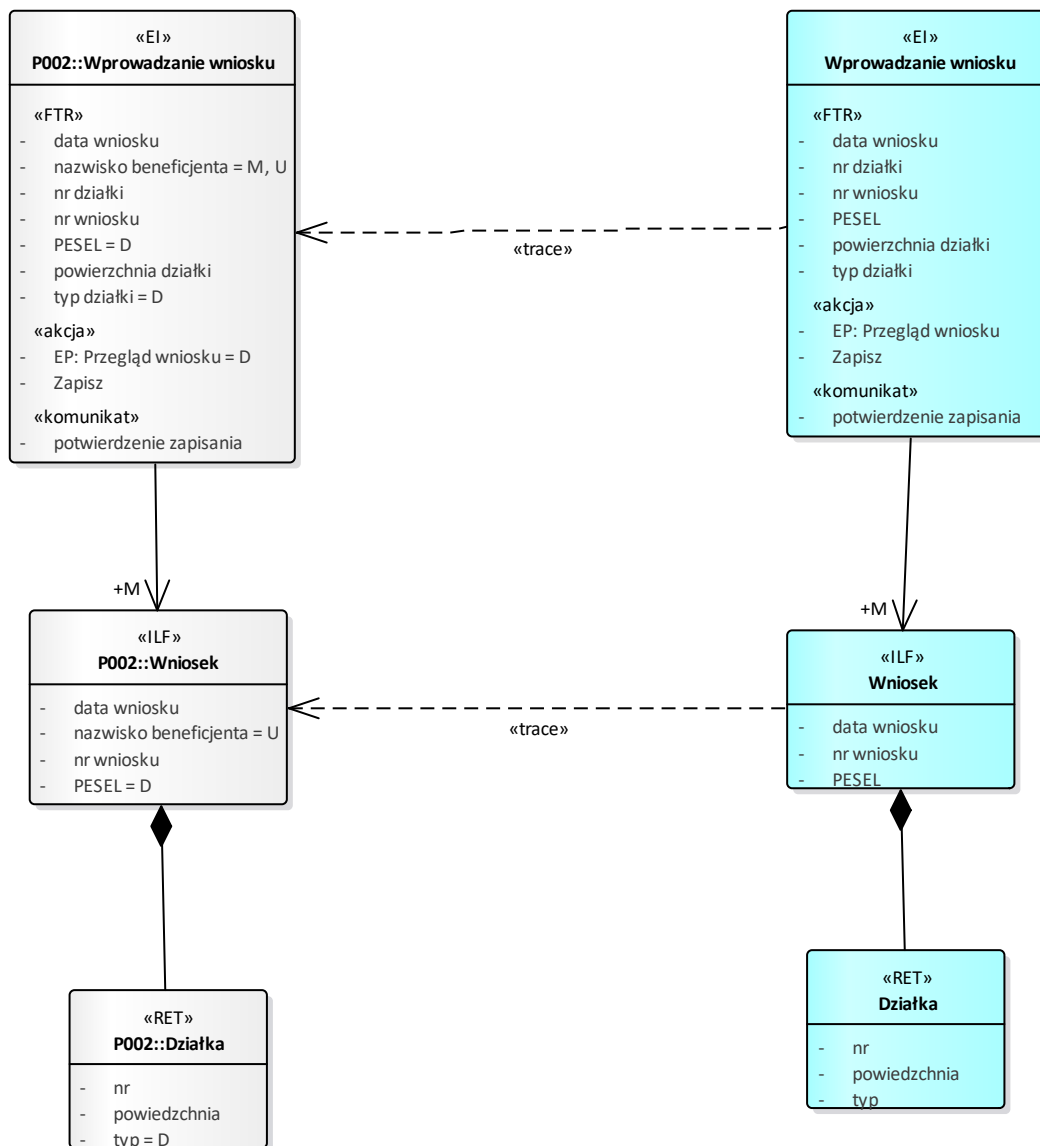 «EI»
P002::Wprowadzanie wniosku
«FTR»
- data wniosku
- nazwisko beneficjenta = M, U
- nr działki
- nr wniosku
- PESEL = D
- powierzchnia działki
- typ działki = D
«akcja»
- EP: Przegląd wniosku = D
- Zapisz
«komunikat»
- potwierdzenie zapisania
«EI»
Wprowadzanie wniosku
«FTR»
- data wniosku
- nr działki
- nr wniosku
- PESEL
- powierzchnia działki
- typ działki
«akcja»
- EP: Przegląd wniosku
- Zapisz
«komunikat»
- potwierdzenie zapisania
«trace»
+M
+M
«ILF»
P002::Wniosek
- data wniosku
- nazwisko beneficjenta = U
- nr wniosku
- PESEL = D
«ILF»
Wniosek
- data wniosku
- nr wniosku
- PESEL
«trace»
«RET»
P002::Działka
- nr
- powiedzchnia
- typ = D
«RET»
Działka
- nr
- powiedzchnia
- typ